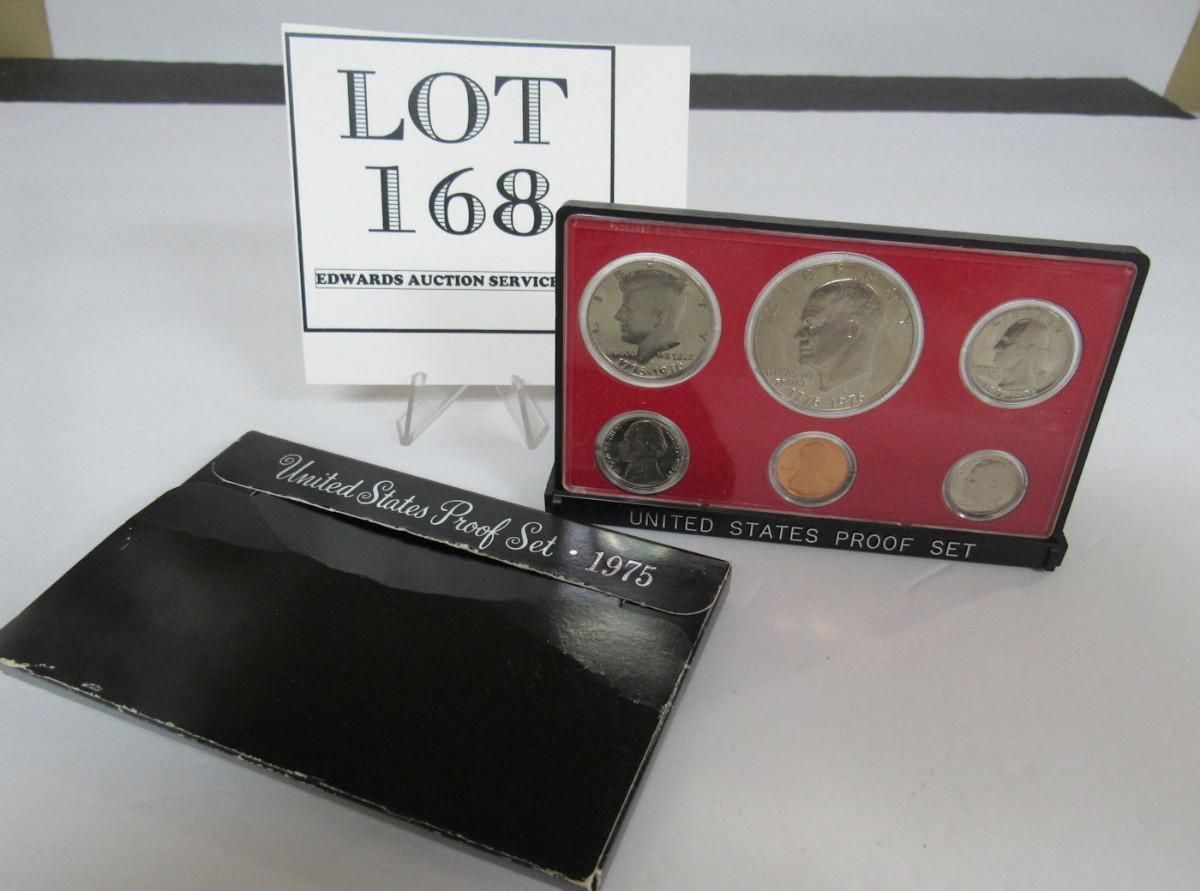 LOT
168
EDWARDS AUCTION SERVICE
LIBERTY
1776-1976
LIBERTY
1776-1976
United States Proof Set · 1975
UNITED STATES PROOF SET